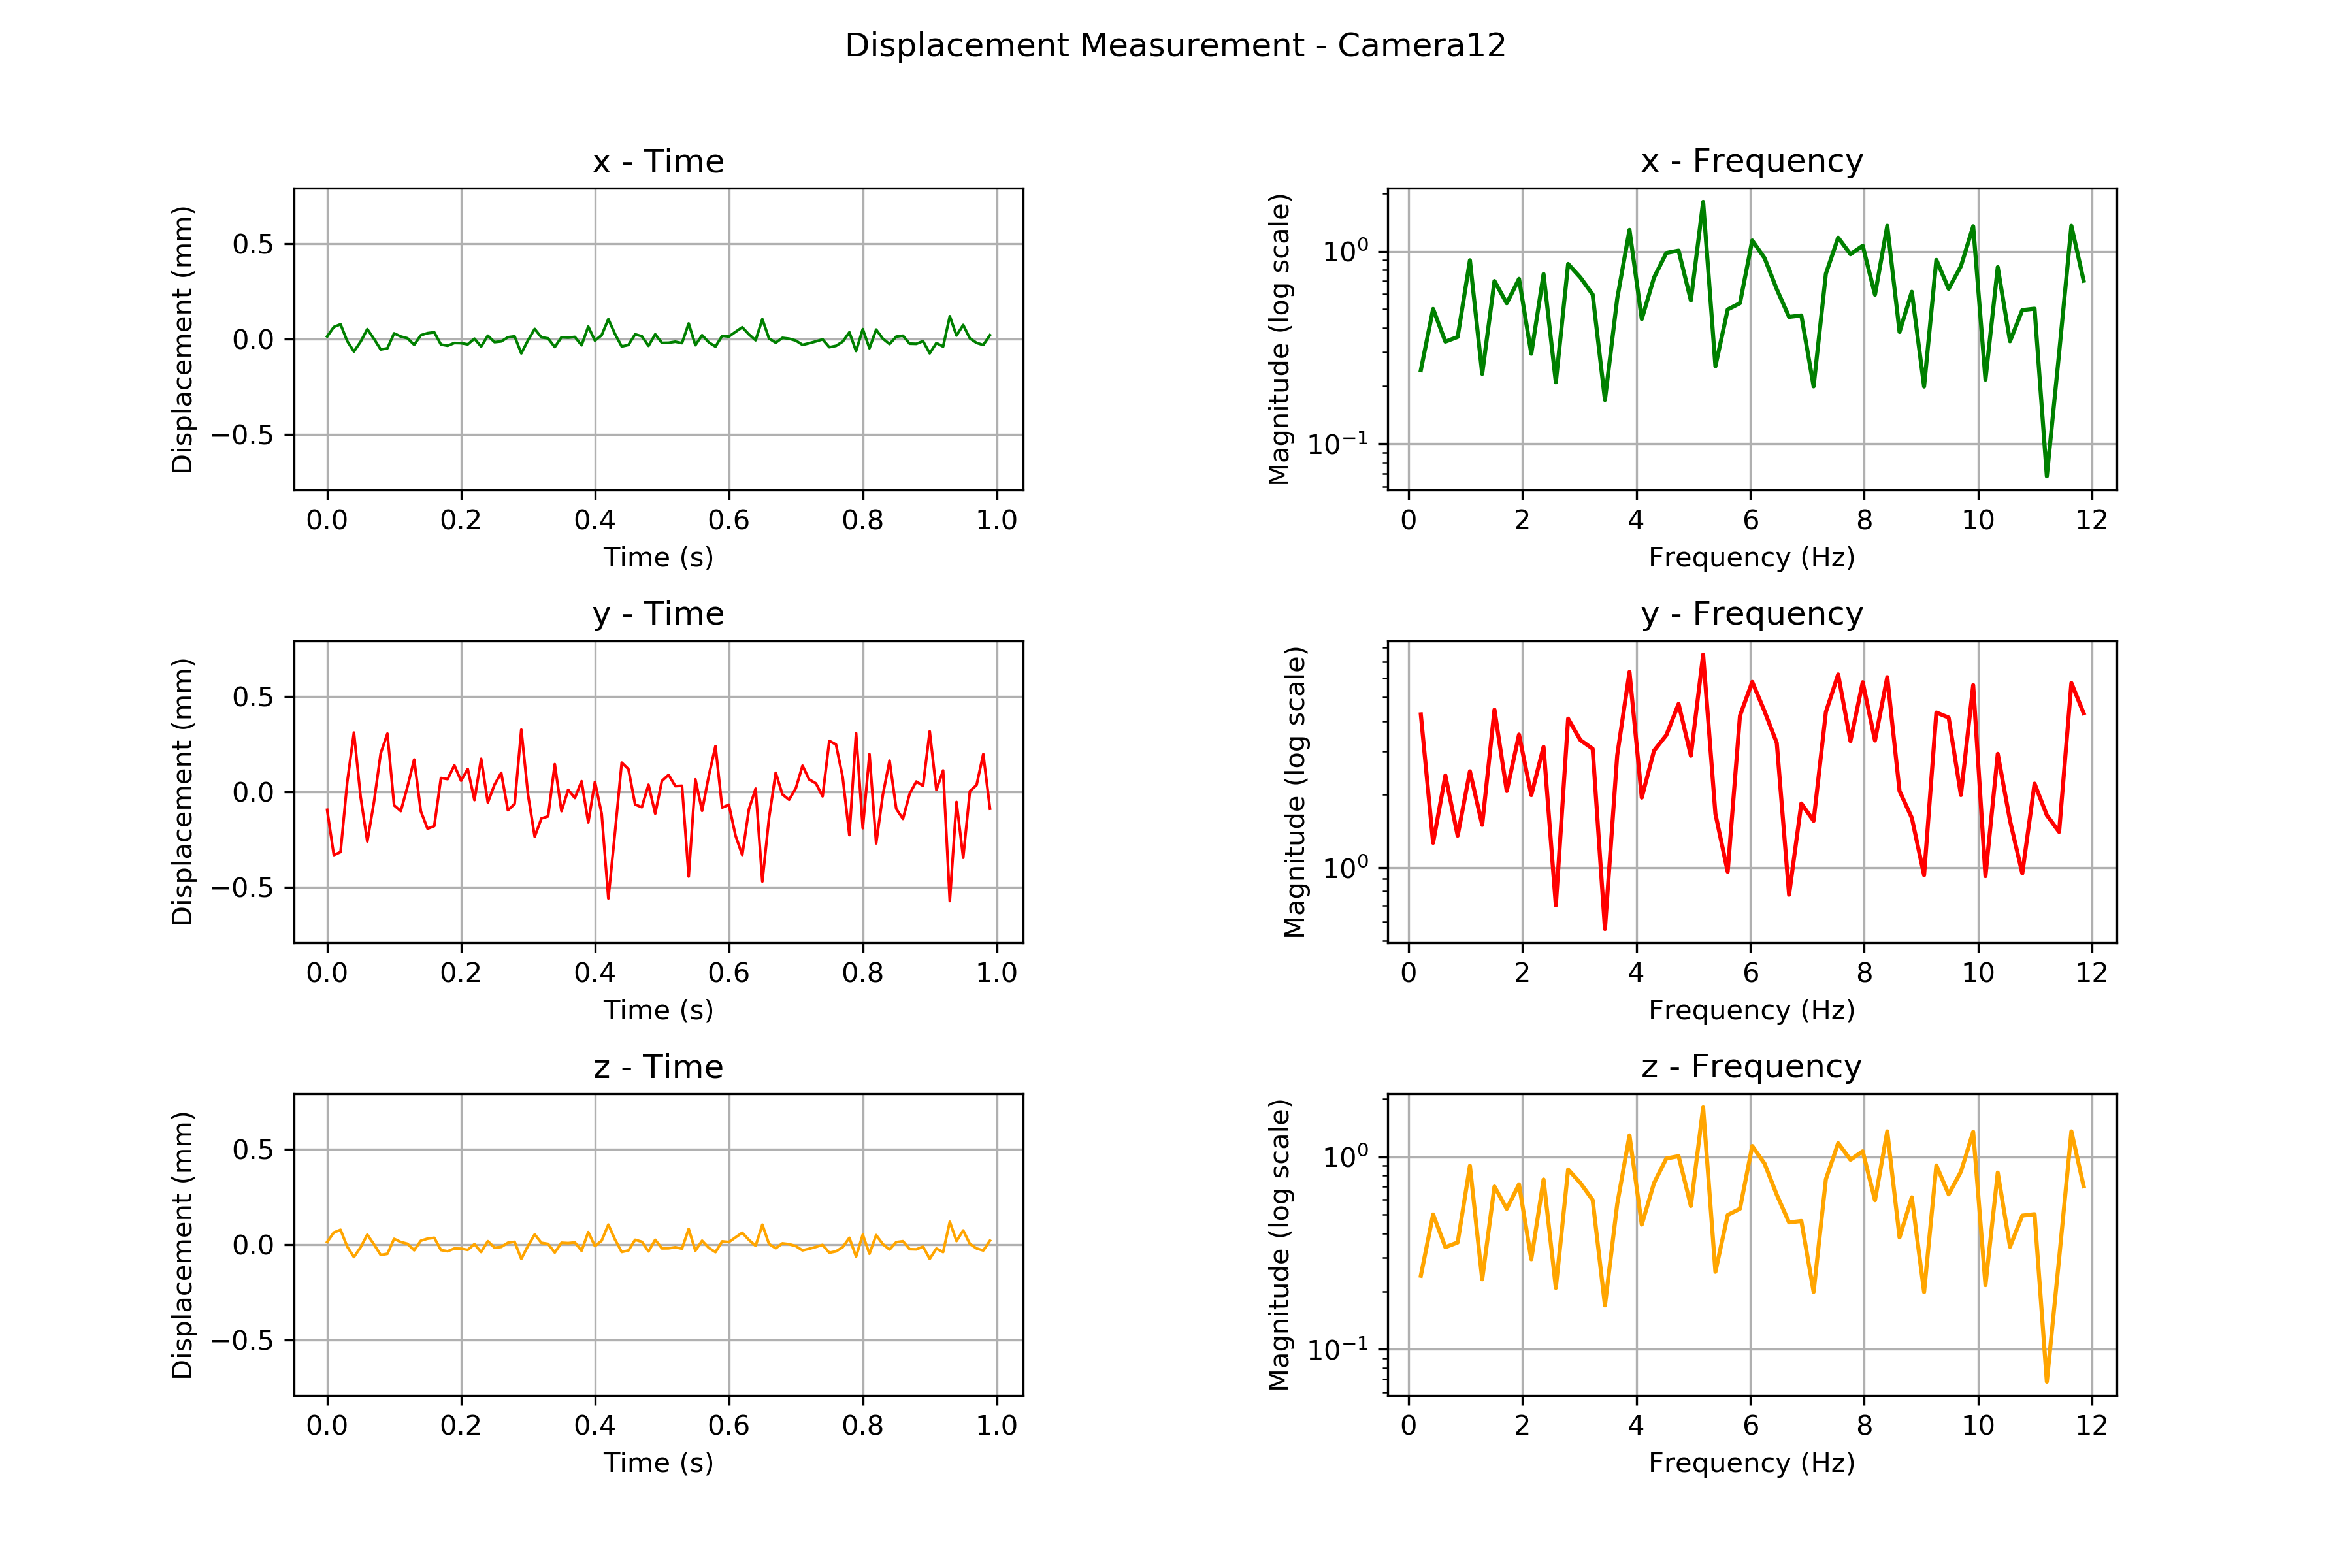 Displacement Measurement - Camera12
x - Time
Displacement (mm)
0.5
0.0
−0.5
0.0 0.2 0.4 0.6 0.8 1.0
Time (s)
x - Frequency
Magnitude (log scale)
10⁰
10⁻¹
0 2 4 6 8 10 12
Frequency (Hz)
y - Time
Displacement (mm)
0.5
0.0
−0.5
0.0 0.2 0.4 0.6 0.8 1.0
Time (s)
y - Frequency
Magnitude (log scale)
10⁰
0 2 4 6 8 10 12
Frequency (Hz)
z - Time
Displacement (mm)
0.5
0.0
−0.5
0.0 0.2 0.4 0.6 0.8 1.0
Time (s)
z - Frequency
Magnitude (log scale)
10⁰
10⁻¹
0 2 4 6 8 10 12
Frequency (Hz)